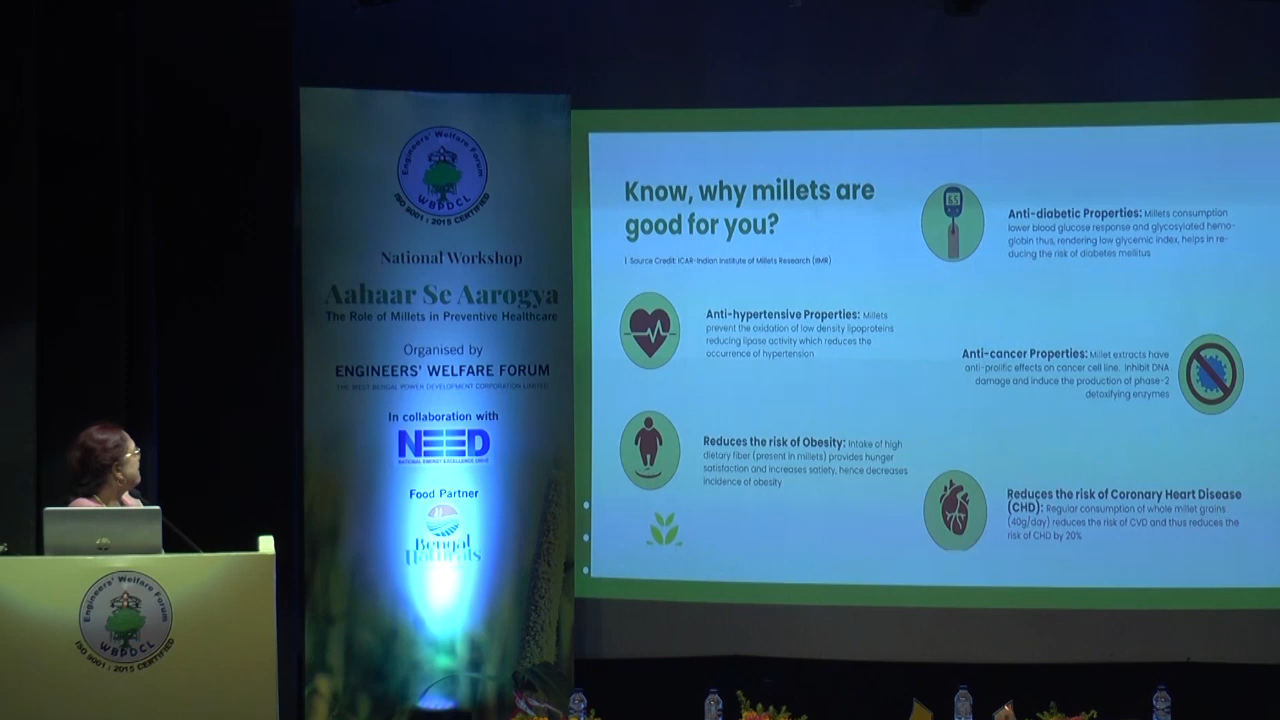 Engineers' Welfare Forum
WBPDCL
ISO 9001 : 2015 CERTIFIED
National Workshop
Aahaar Se Aarogya
The Role of Millets in Preventive Healthcare
Organised by
ENGINEERS' WELFARE FORUM
THE WEST BENGAL POWER DEVELOPMENT CORPORATION LIMITED
In collaboration with
NEED
NATIONAL ENERGY EXCELLENCE DRIVE
Food Partner
Bengal
Naturals
Know, why millets are
good for you?
| Source Credit: ICAR-Indian Institute of Millets Research (IIMR)
Anti-hypertensive Properties: Millets
prevent the oxidation of low density lipoproteins
reducing lipase activity which reduces the
occurrence of hypertension
Reduces the risk of Obesity: Intake of high
dietary fiber (present in millets) provides hunger
satisfaction and increases satiety, hence decreases
incidence of obesity
6.5
Anti-diabetic Properties: Millets consumption
lower blood glucose response and glycosylated hemo-
globin thus, rendering low glycemic index, helps in re-
ducing the risk of diabetes mellitus
Anti-cancer Properties: Millet extracts have
anti-prolific effects on cancer cell line. Inhibit DNA
damage and induce the production of phase-2
detoxifying enzymes
Reduces the risk of Coronary Heart Disease
(CHD): Regular consumption of whole millet grains
(40g/day) reduces the risk of CVD and thus reduces the
risk of CHD by 20%
Engineers' Welfare Forum
WBPDCL
ISO 9001 : 2015 CERTIFIED